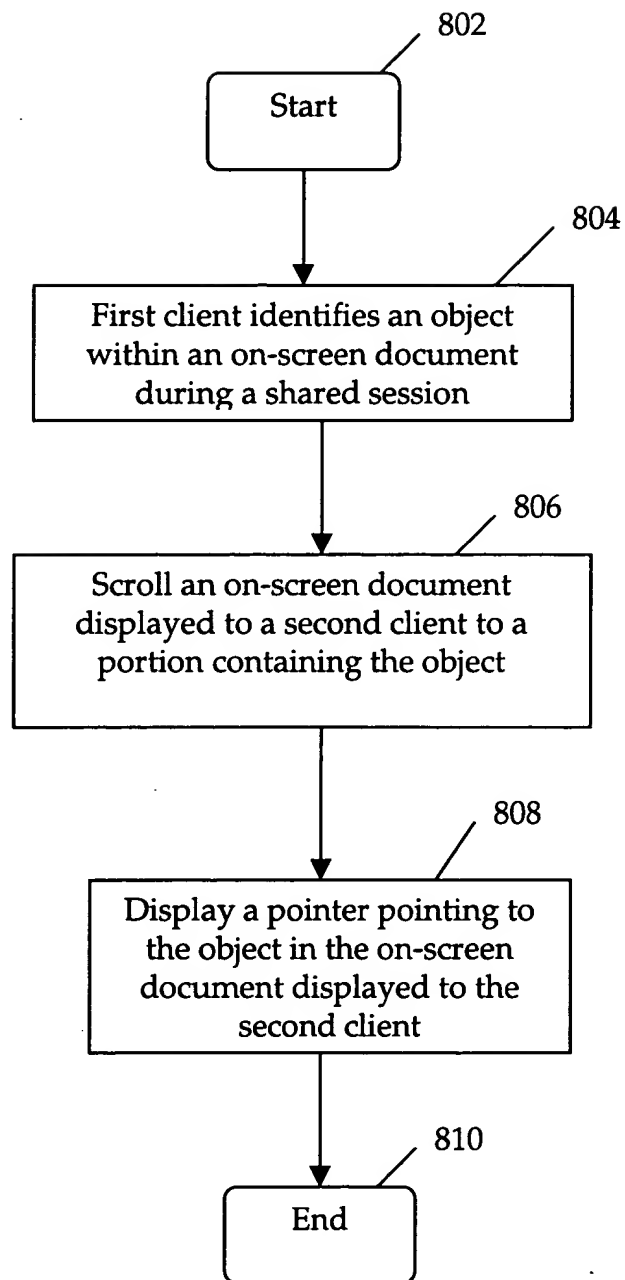 802
Start
804
First client identifies an object
within an on-screen document
during a shared session
806
Scroll an on-screen document
displayed to a second client to a
portion containing the object
808
Display a pointer pointing to
the object in the on-screen
document displayed to the
second client
810
End